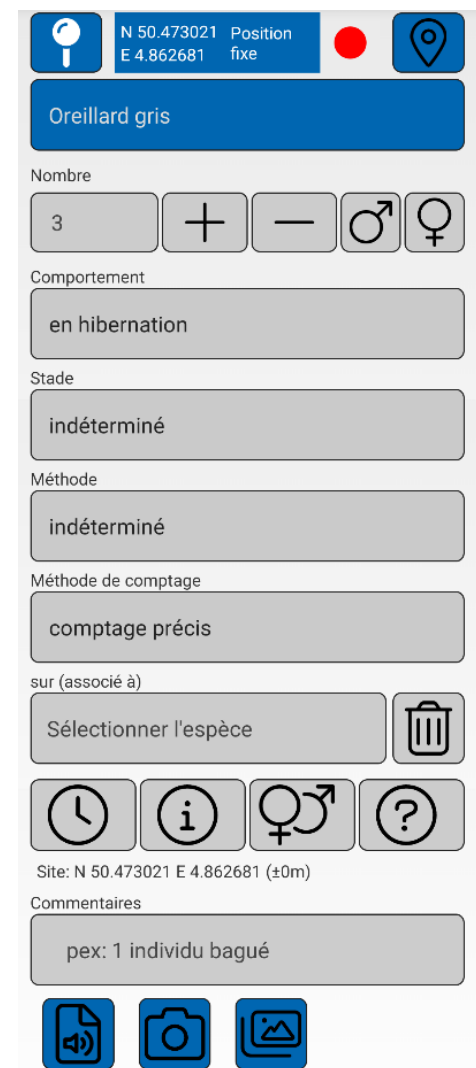 N 50.473021 Position
E 4.862681 fixe
Oreillard gris
Nombre
3
Comportement
en hibernation
Stade
indéterminé
Méthode
indéterminé
Méthode de comptage
comptage précis
sur (associé à)
Sélectionner l'espèce
Site: N 50.473021 E 4.862681 (±0m)
Commentaires
pex: 1 individu bagué